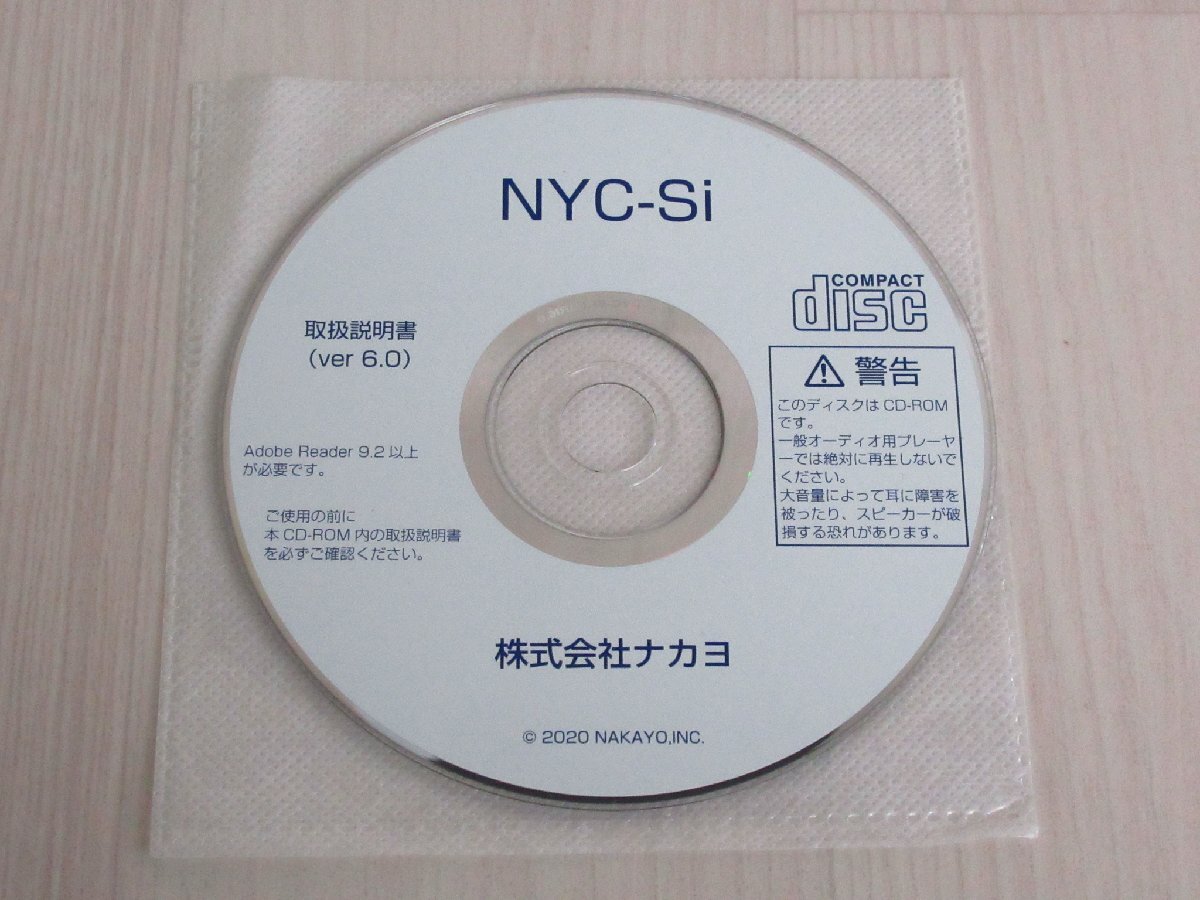 NYC-Si
COMPACT
disc
取扱説明書
(ver 6.0)
Adobe Reader 9.2 以上
が必要です。
ご使用の前に
本 CD-ROM 内の取扱説明書
を必ずご確認ください。
⚠ 警告
このディスクは CD-ROM
です。
一般オーディオ用プレーヤ
ーでは絶対に再生しないで
ください。
大音量によって耳に障害を
被ったり、スピーカーが破
損する恐れがあります。
株式会社ナカヨ
© 2020 NAKAYO,INC.